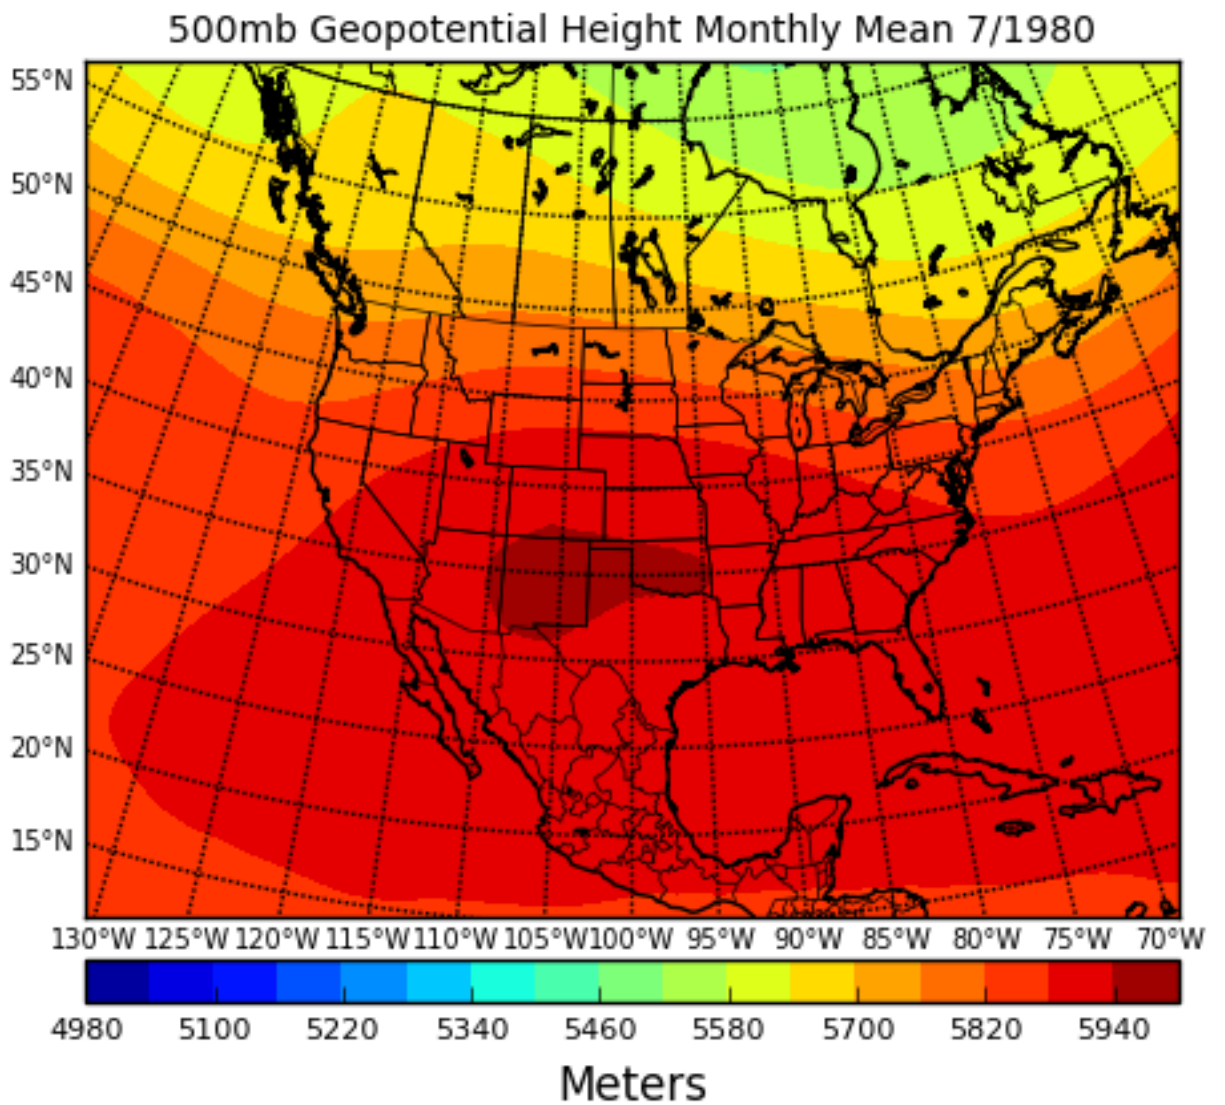 500mb Geopotential Height Monthly Mean 7/1980
55°N
50°N
45°N
40°N
35°N
30°N
25°N
20°N
15°N
130°W 125°W 120°W 115°W 110°W 105°W 100°W 95°W 90°W 85°W 80°W 75°W 70°W
4980 5100 5220 5340 5460 5580 5700 5820 5940
Meters